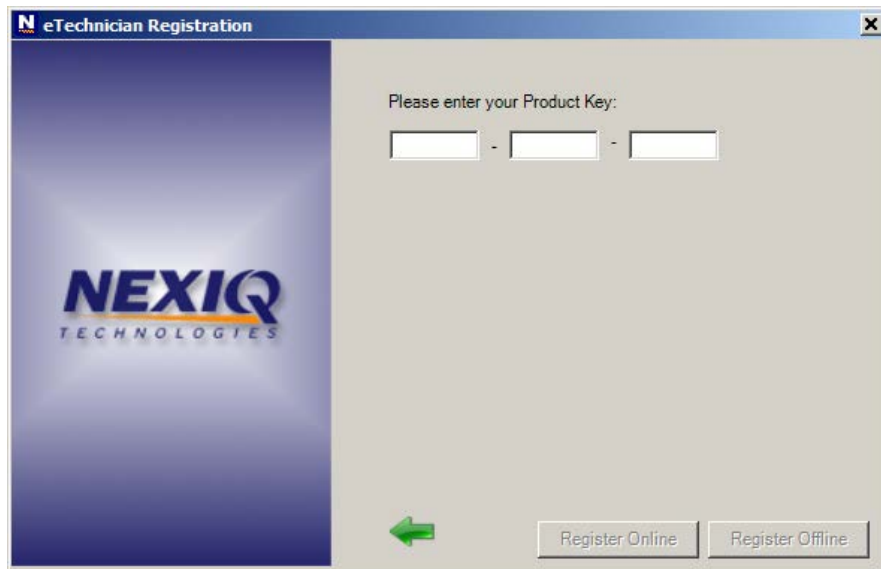 N eTechnician Registration
Please enter your Product Key:
- -
NEXIQ
TECHNOLOGIES
Register Online Register Offline